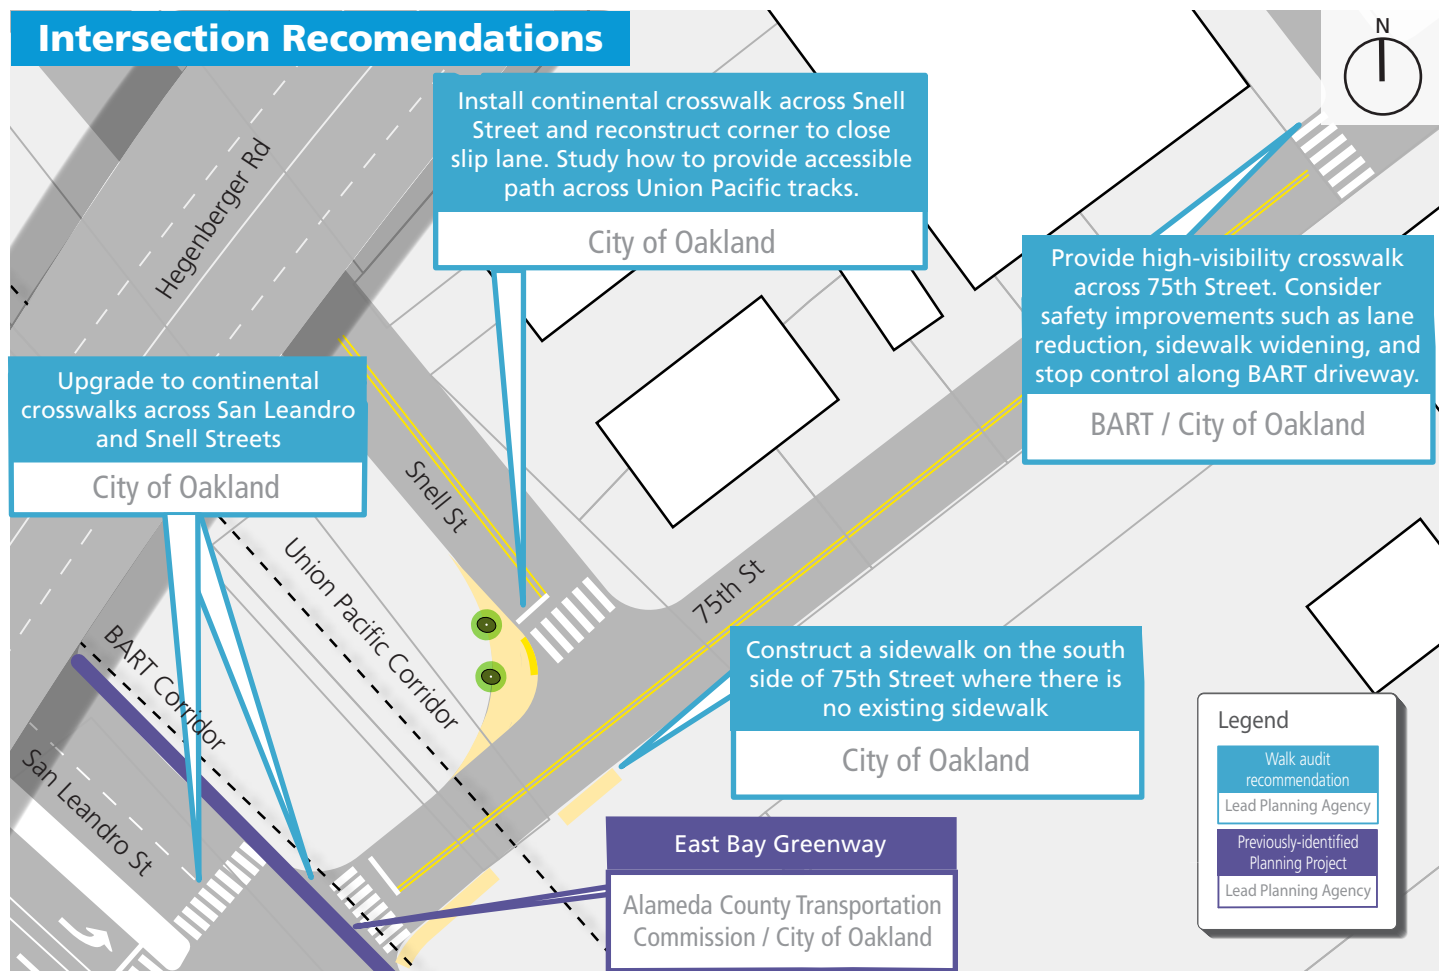 Intersection Recomendations
N
Install continental crosswalk across Snell
Street and reconstruct corner to close
slip lane. Study how to provide accessible
path across Union Pacific tracks.
City of Oakland
Hegenberger Rd
Provide high-visibility crosswalk
across 75th Street. Consider
safety improvements such as lane
reduction, sidewalk widening, and
stop control along BART driveway.
BART / City of Oakland
Upgrade to continental
crosswalks across San Leandro
and Snell Streets
City of Oakland
Snell St
Union Pacific Corridor
75th St
BART Corridor
San Leandro St
Construct a sidewalk on the south
side of 75th Street where there is
no existing sidewalk
City of Oakland
East Bay Greenway
Alameda County Transportation
Commission / City of Oakland
Legend
Walk audit
recommendation
Lead Planning Agency
Previously-identified
Planning Project
Lead Planning Agency